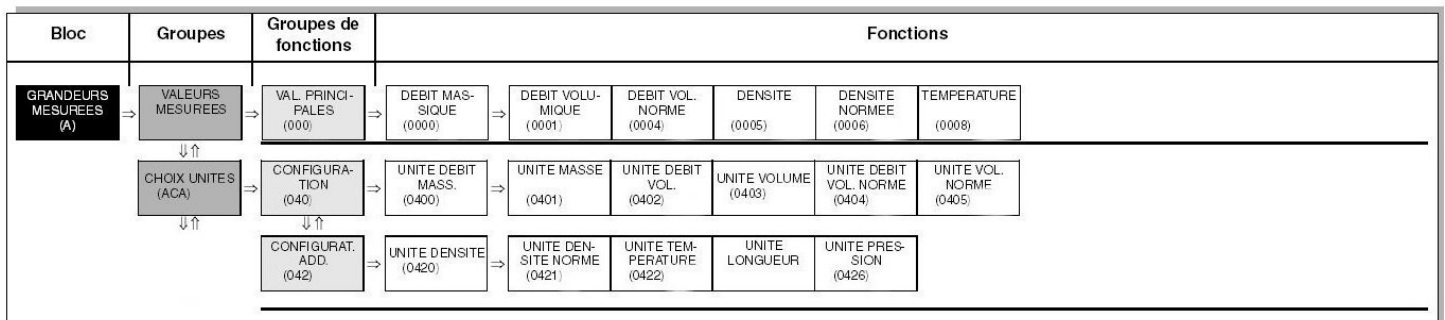 Bloc
Groupes
Groupes de
fonctions
Fonctions
GRANDEURS
MESUREES
(A)
⇒
VALEURS
MESUREES
⇒
VAL. PRINCI-
PALES
(000)
⇒
DEBIT MAS-
SIQUE
(0000)
⇒
DEBIT VOLU-
MIQUE
(0001)
DEBIT VOL.
NORME
(0004)
DENSITE
(0005)
DENSITE
NORMEE
(0006)
TEMPERATURE
(0008)
⇓⇑
CHOIX UNITES
(ACA)
⇒
CONFIGURA-
TION
(040)
⇒
UNITE DEBIT
MASS.
(0400)
⇒
UNITE MASSE
(0401)
UNITE DEBIT
VOL.
(0402)
UNITE VOLUME
(0403)
UNITE DEBIT
VOL. NORME
(0404)
UNITE VOL.
NORME
(0405)
⇓⇑
⇓⇑
CONFIGURAT.
ADD.
(042)
⇒
UNITE DENSITE
(0420)
⇒
UNITE DEN-
SITE NORME
(0421)
UNITE TEM-
PERATURE
(0422)
UNITE
LONGUEUR
UNITE PRES-
SION
(0426)